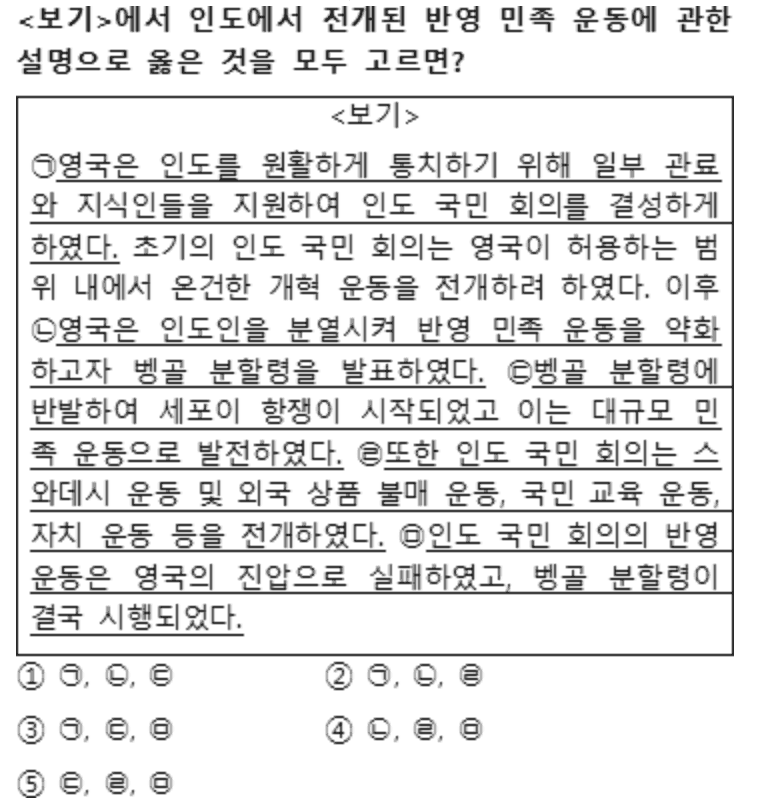 <보기>에서 인도에서 전개된 반영 민족 운동에 관한
설명으로 옳은 것을 모두 고르면?
<보기>
㉠영국은 인도를 원활하게 통치하기 위해 일부 관료
와 지식인들을 지원하여 인도 국민 회의를 결성하게
하였다. 초기의 인도 국민 회의는 영국이 허용하는 범
위 내에서 온건한 개혁 운동을 전개하려 하였다. 이후
㉡영국은 인도인을 분열시켜 반영 민족 운동을 약화
하고자 벵골 분할령을 발표하였다. ㉢벵골 분할령에
반발하여 세포이 항쟁이 시작되었고 이는 대규모 민
족 운동으로 발전하였다. ㉣또한 인도 국민 회의는 스
와데시 운동 및 외국 상품 불매 운동, 국민 교육 운동,
자치 운동 등을 전개하였다. ㉤인도 국민 회의의 반영
운동은 영국의 진압으로 실패하였고, 벵골 분할령이
결국 시행되었다.
① ㉠, ㉡, ㉢ ② ㉠, ㉡, ㉣
③ ㉠, ㉢, ㉤ ④ ㉡, ㉣, ㉤
⑤ ㉢, ㉣, ㉤